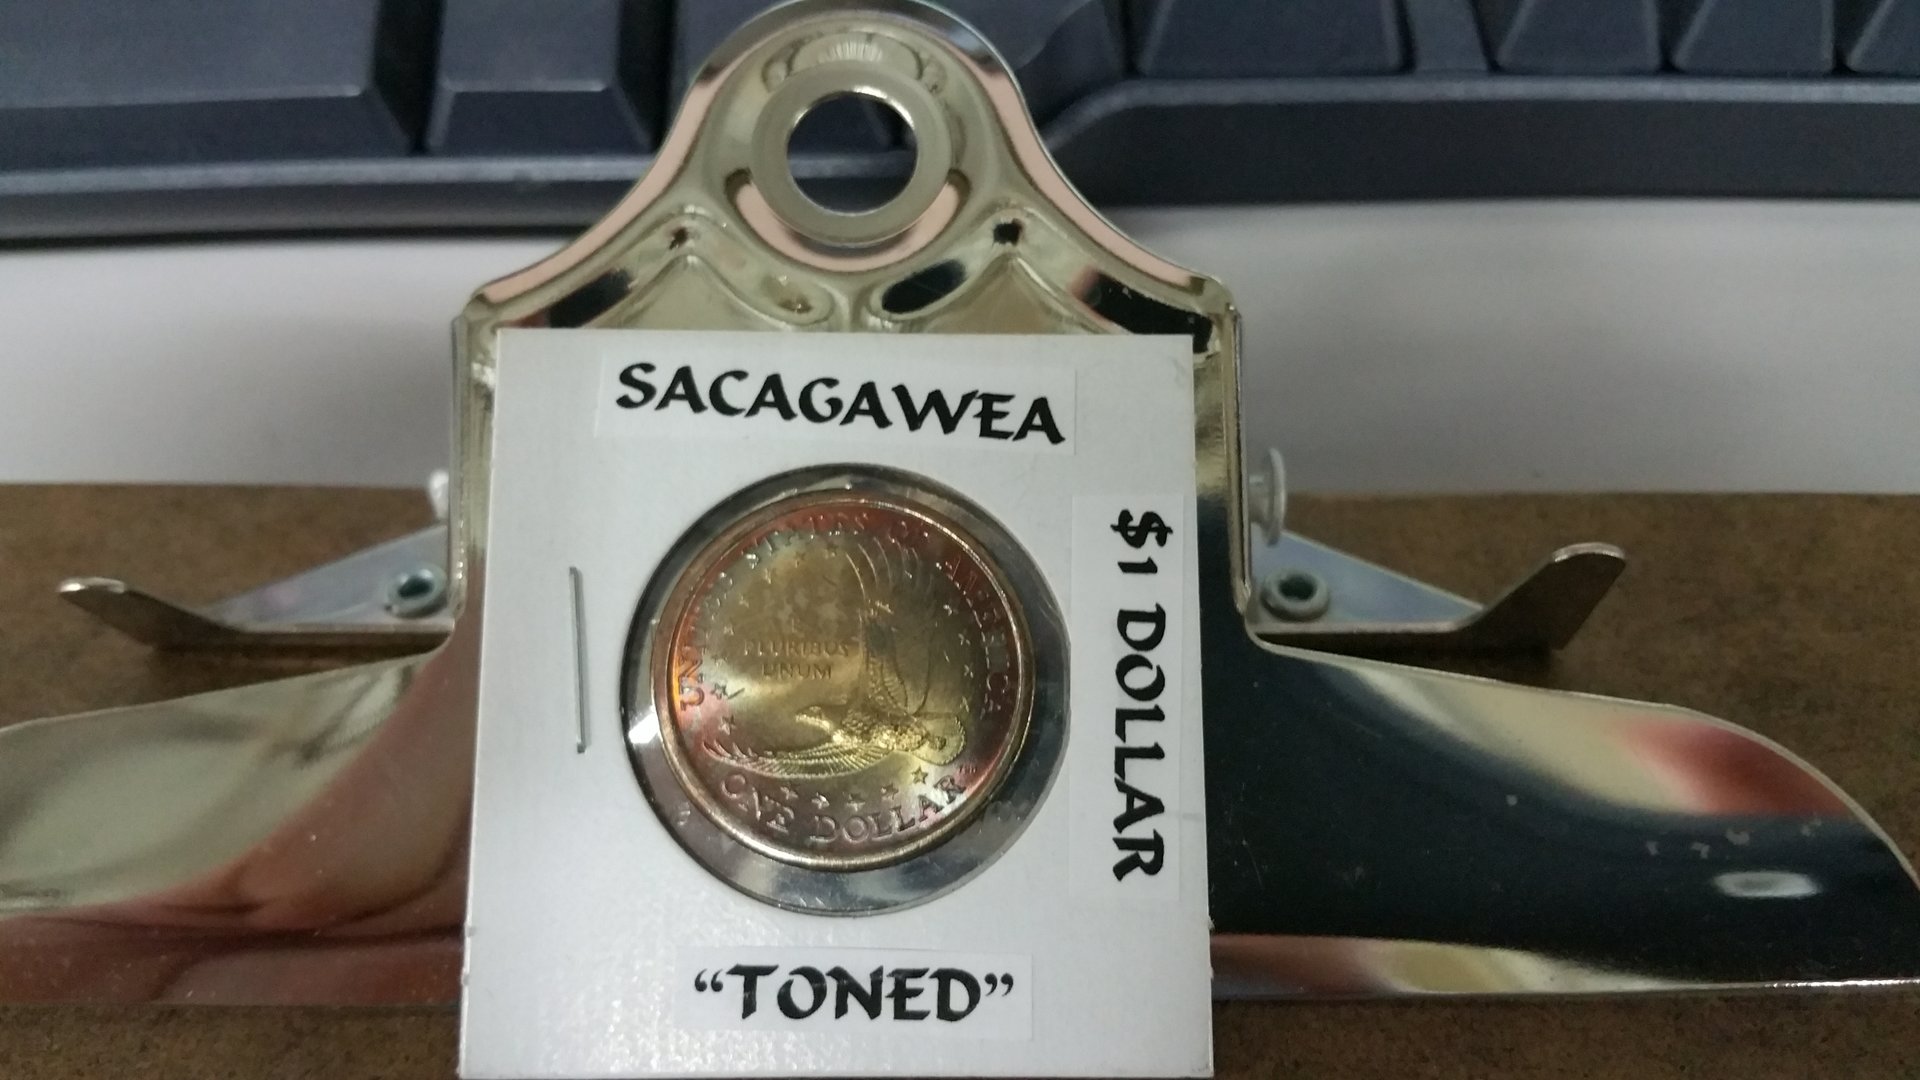 SACAGAWEA
$1 DOLLAR
UNITED STATES OF AMERICA
PLURIBUS
UNUM
ONE DOLLAR
“TONED”